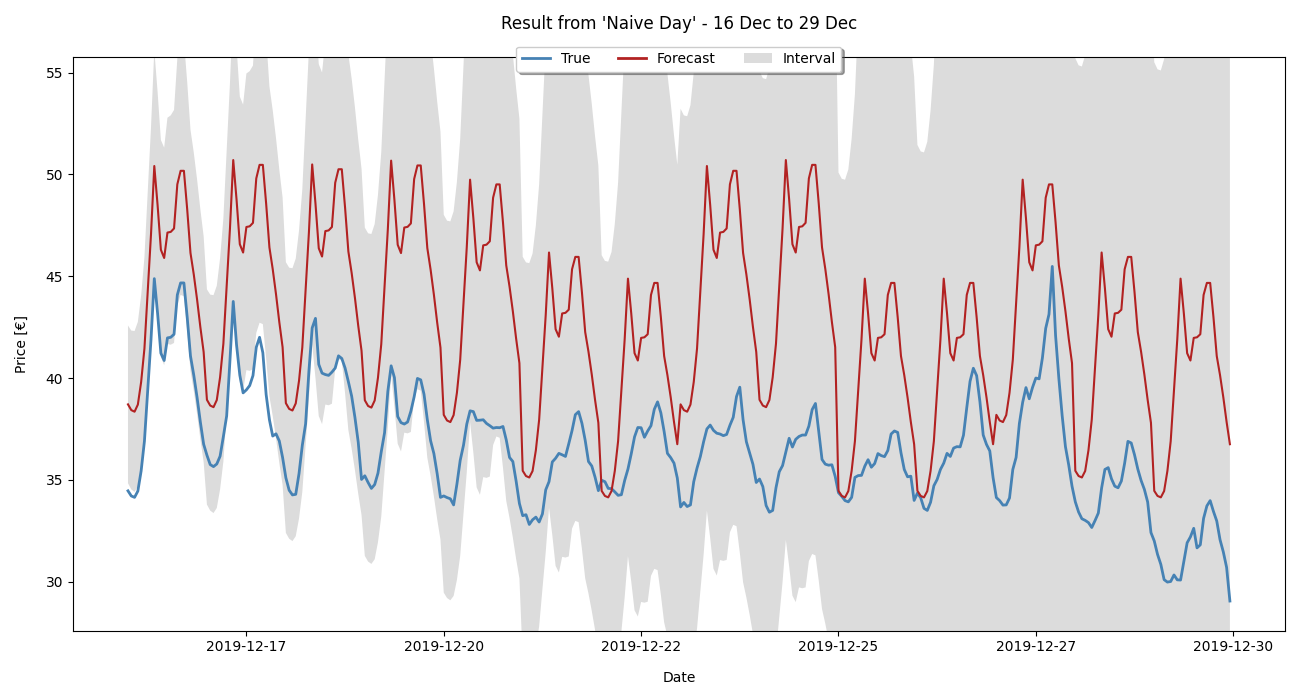 Result from 'Naive Day' - 16 Dec to 29 Dec
True Forecast Interval
55
50
45
40
35
30
Price [€]
2019-12-17 2019-12-20 2019-12-22 2019-12-25 2019-12-27 2019-12-30
Date